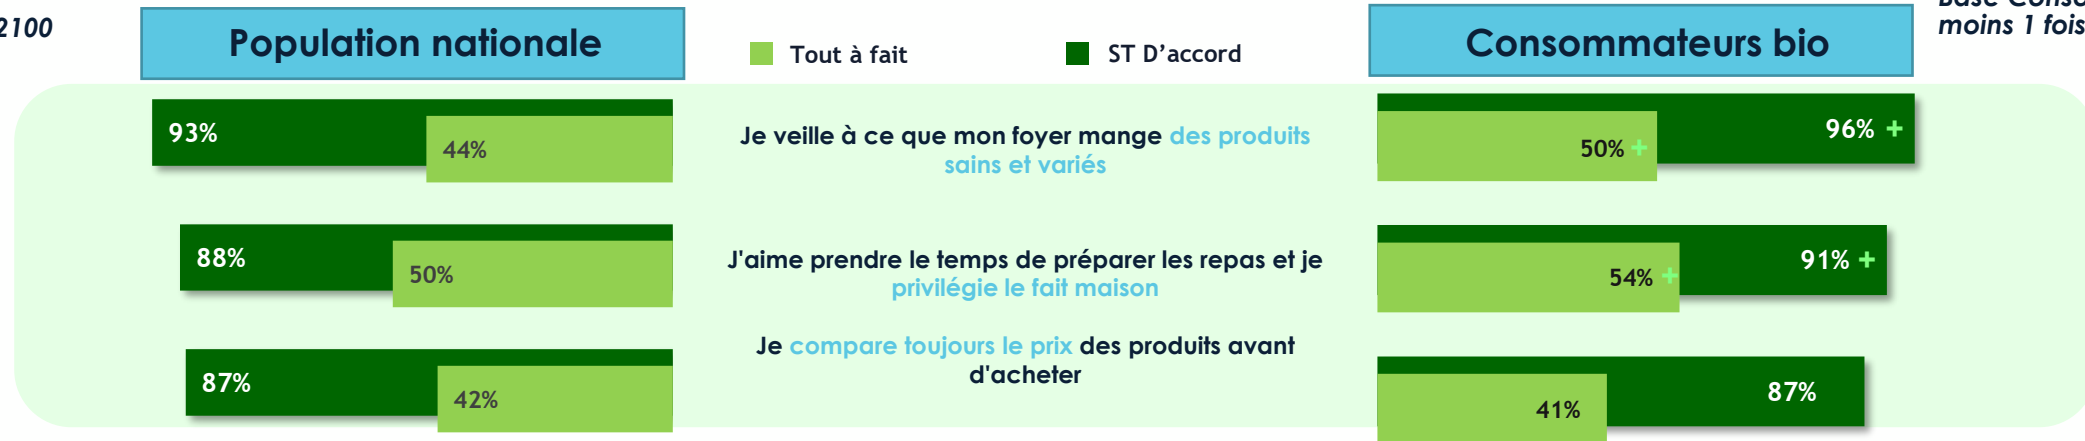 2100
Population nationale
Tout à fait
ST D’accord
Consommateurs bio
moins 1 fois
93%
44%
Je veille à ce que mon foyer mange des produits
sains et variés
50% +
96% +
88%
50%
J'aime prendre le temps de préparer les repas et je
privilégie le fait maison
54% +
91% +
87%
42%
Je compare toujours le prix des produits avant
d'acheter
41%
87%